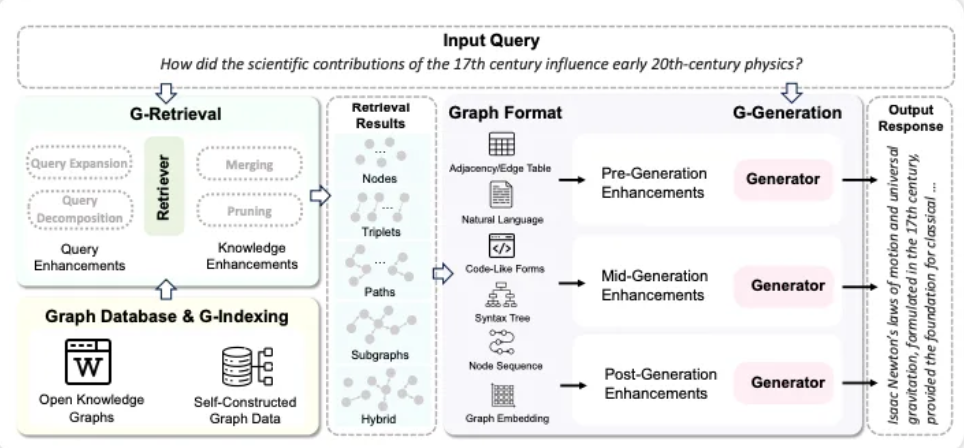 Input Query
How did the scientific contributions of the 17th century influence early 20th-century physics?
G-Retrieval
Query Expansion
Query
Decomposition
Query
Enhancements
Retriever
Merging
Pruning
Knowledge
Enhancements
Graph Database & G-Indexing
W
Open Knowledge
Graphs
Self-Constructed
Graph Data
Retrieval
Results
...
Nodes
...
Triplets
...
Paths
Subgraphs
Hybrid
Graph Format
Adjacency/Edge Table
Natural Language
</>
Code-Like Forms
Syntax Tree
Node Sequence
Graph Embedding
G-Generation
Pre-Generation
Enhancements
Generator
Mid-Generation
Enhancements
Generator
Post-Generation
Enhancements
Generator
Output
Response
Isaac Newton's laws of motion and universal
gravitation, formulated in the 17th century,
provided the foundation for classical ...